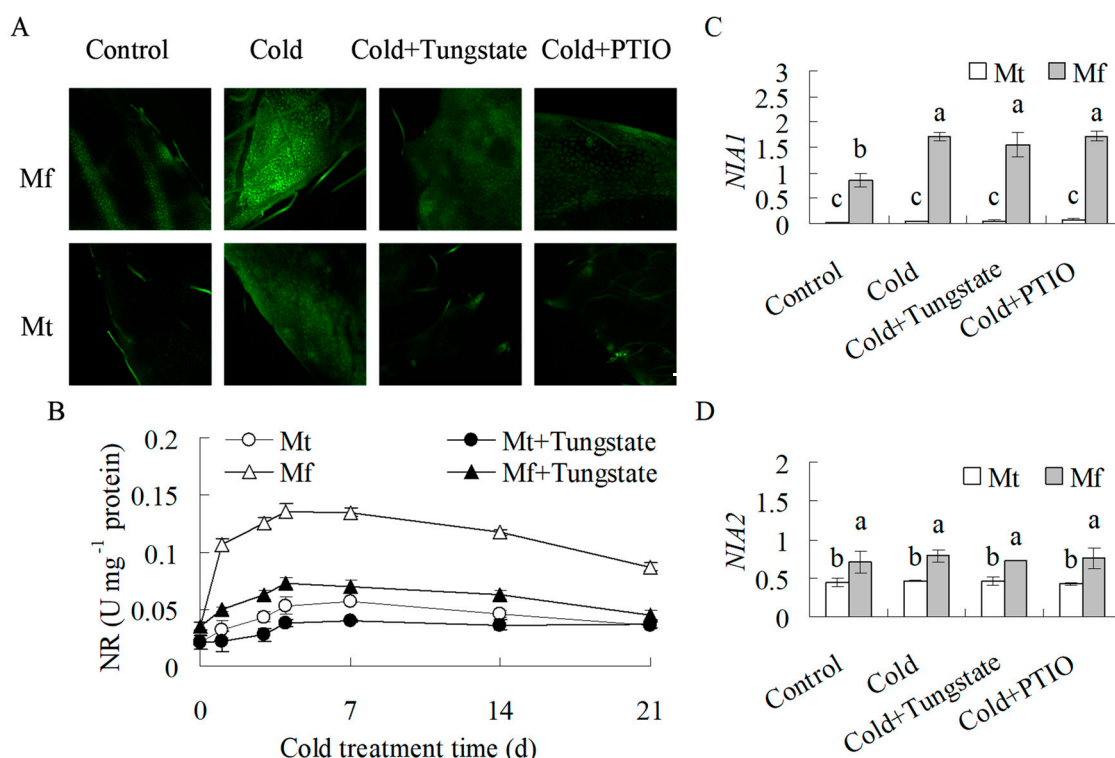 A
Control
Cold
Cold+Tungstate
Cold+PTIO
Mf
Mt
B
NR (U mg⁻¹ protein)
0.2
0.15
0.1
0.05
0
Mt
Mf
Mt+Tungstate
Mf+Tungstate
0
7
14
21
Cold treatment time (d)
C
NIA1
3
2.5
2
1.5
1
0.5
0
Mt
Mf
c
b
c
a
c
a
c
a
Control
Cold
Cold+Tungstate
Cold+PTIO
D
NIA2
2
1.5
1
0.5
0
Mt
Mf
b
a
b
a
b
a
b
a
Control
Cold
Cold+Tungstate
Cold+PTIO